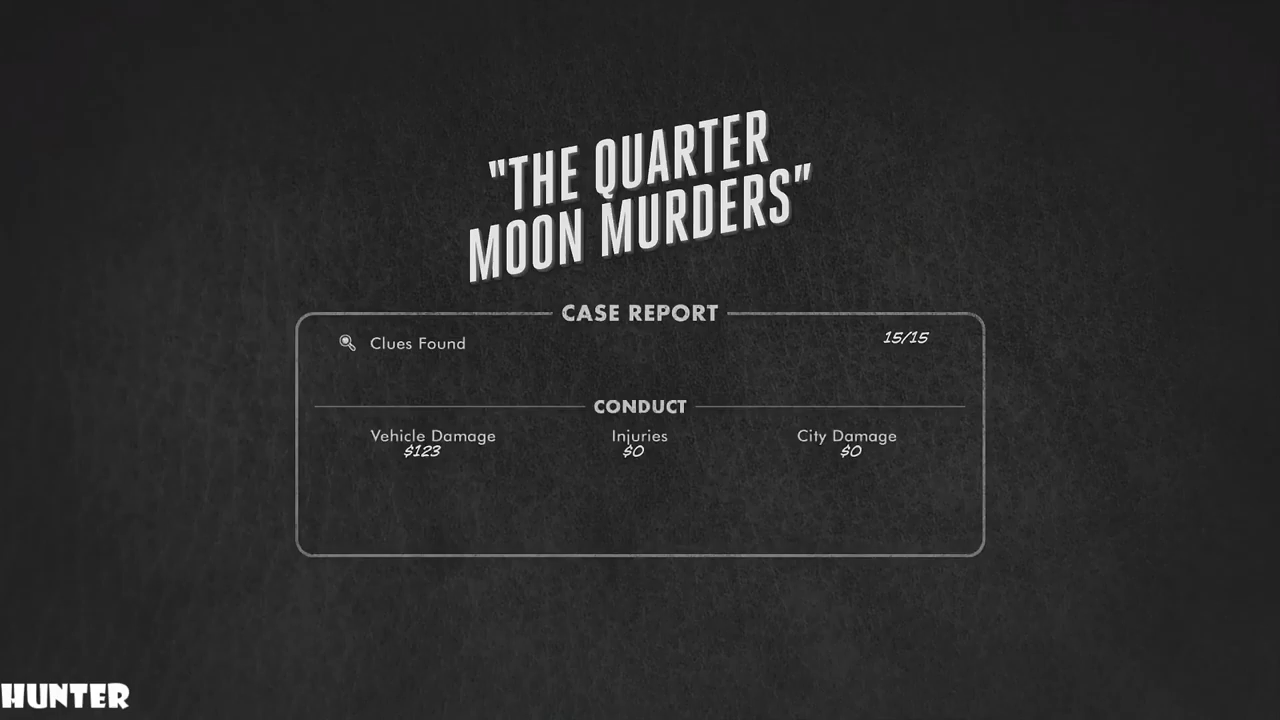 "THE QUARTER
MOON MURDERS"
CASE REPORT
Clues Found 15/15
CONDUCT
Vehicle Damage Injuries City Damage
$123 $0 $0
HUNTER